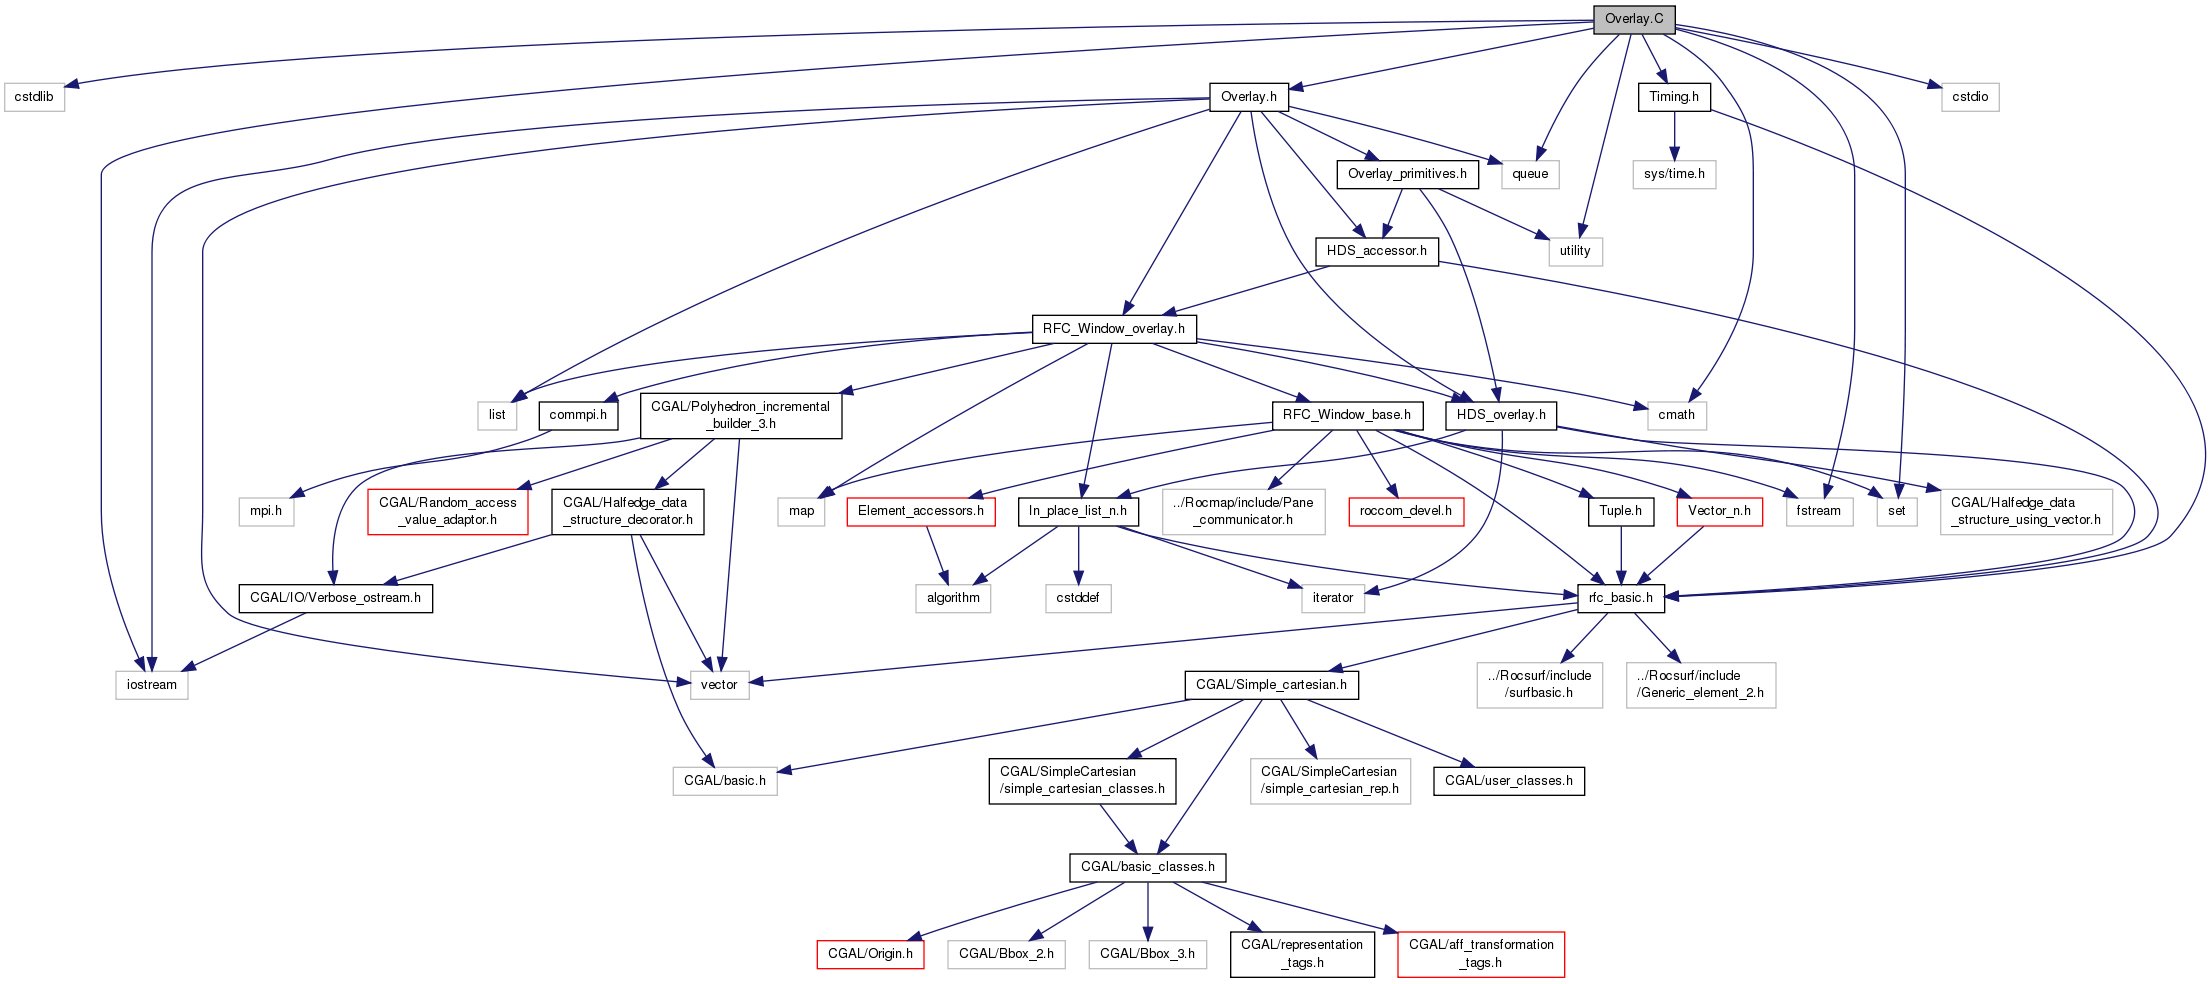 Overlay.C
cstdlib
Overlay.h
Timing.h
cstdio
Overlay_primitives.h
queue
sys/time.h
HDS_accessor.h
utility
RFC_Window_overlay.h
list
commpi.h
CGAL/Polyhedron_incremental
_builder_3.h
RFC_Window_base.h
HDS_overlay.h
cmath
mpi.h
CGAL/Random_access
_value_adaptor.h
CGAL/Halfedge_data
_structure_decorator.h
map
Element_accessors.h
In_place_list_n.h
../Rocmap/include/Pane
_communicator.h
roccom_devel.h
Tuple.h
Vector_n.h
fstream
set
CGAL/Halfedge_data
_structure_using_vector.h
CGAL/IO/Verbose_ostream.h
algorithm
cstddef
iterator
rfc_basic.h
iostream
vector
CGAL/Simple_cartesian.h
../Rocsurf/include
/surfbasic.h
../Rocsurf/include
/Generic_element_2.h
CGAL/basic.h
CGAL/SimpleCartesian
/simple_cartesian_classes.h
CGAL/SimpleCartesian
/simple_cartesian_rep.h
CGAL/user_classes.h
CGAL/basic_classes.h
CGAL/Origin.h
CGAL/Bbox_2.h
CGAL/Bbox_3.h
CGAL/representation
_tags.h
CGAL/aff_transformation
_tags.h